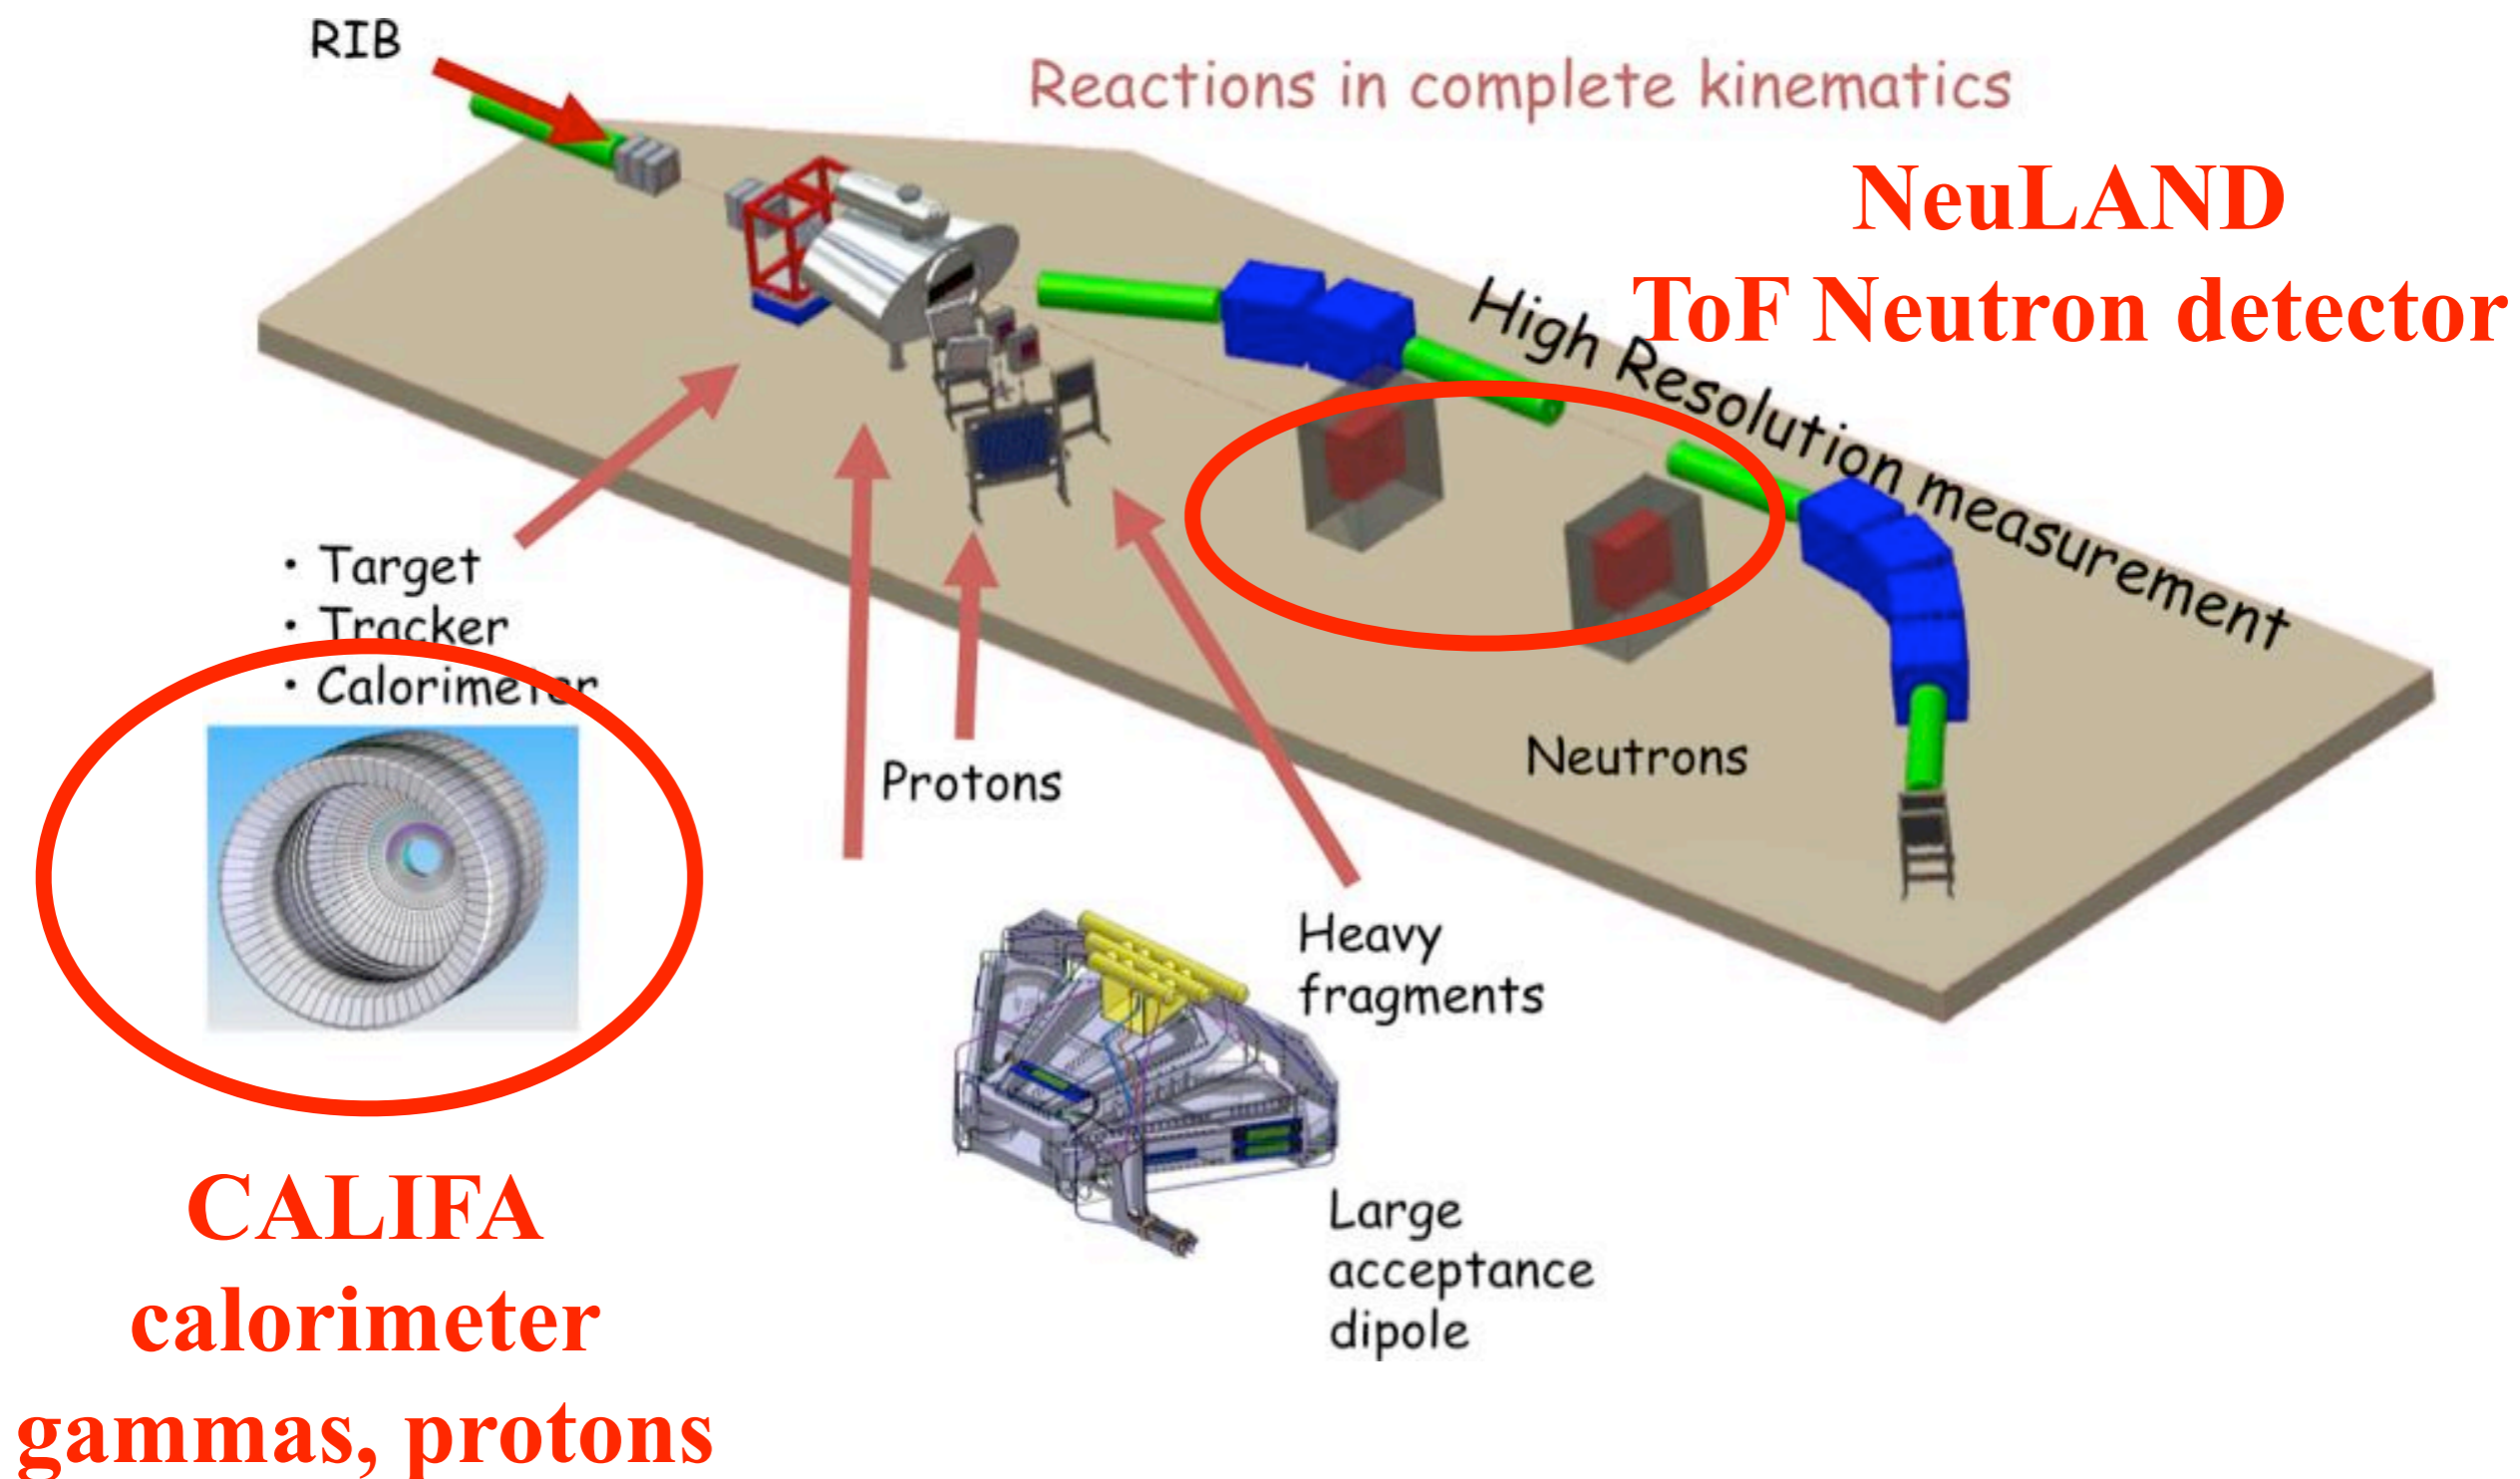 RIB
Reactions in complete kinematics
NeuLAND
ToF Neutron detector
High Resolution measurement
• Target
• Tracker
• Calorimeter
Protons
Neutrons
Heavy
fragments
Large
acceptance
dipole
CALIFA
calorimeter
gammas, protons